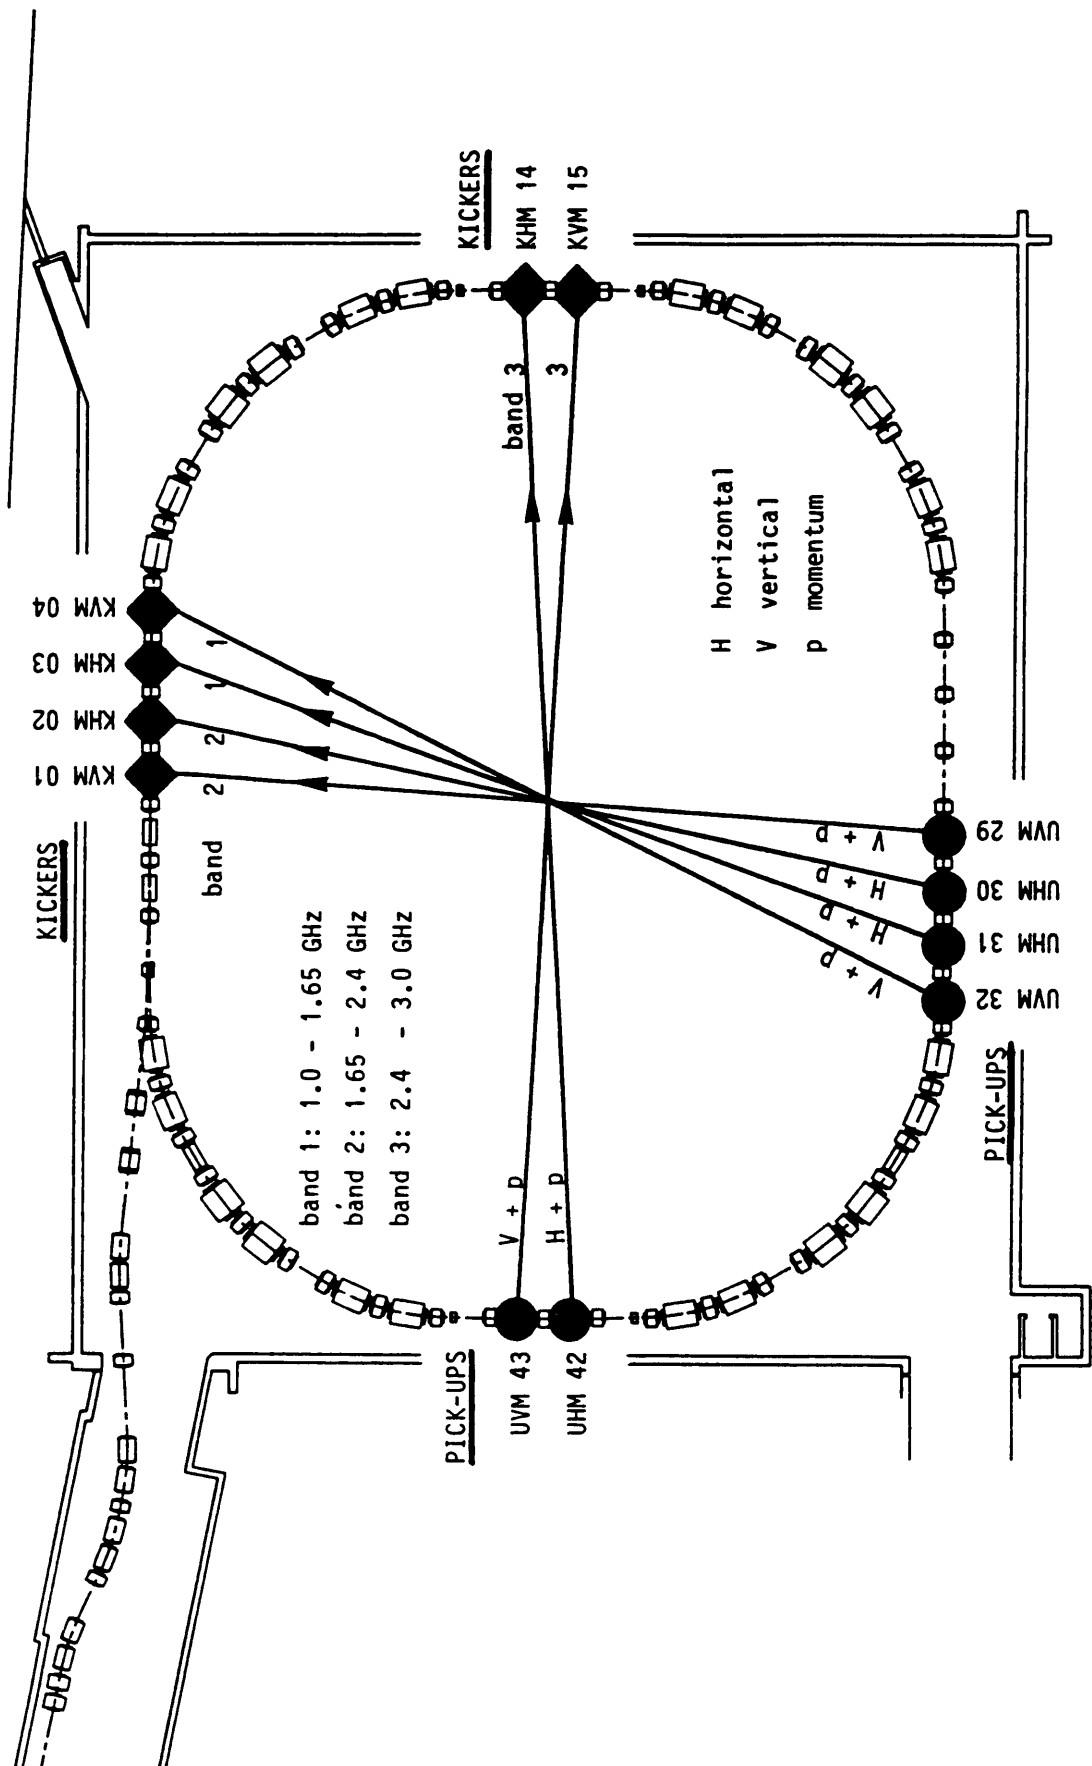 KICKERS
KHM 14
KVM 15
KVM 04
KHM 03
KHM 02
KVM 01
KICKERS
band 3
3
1
1
2
2
band
H horizontal
V vertical
p momentum
band 1: 1.0 - 1.65 GHz
band 2: 1.65 - 2.4 GHz
band 3: 2.4 - 3.0 GHz
V + p
H + p
V + p
H + p
H + p
V + p
UVM 29
UHM 30
UHM 31
UVM 32
PICK-UPS
PICK-UPS
UVM 43
UHM 42